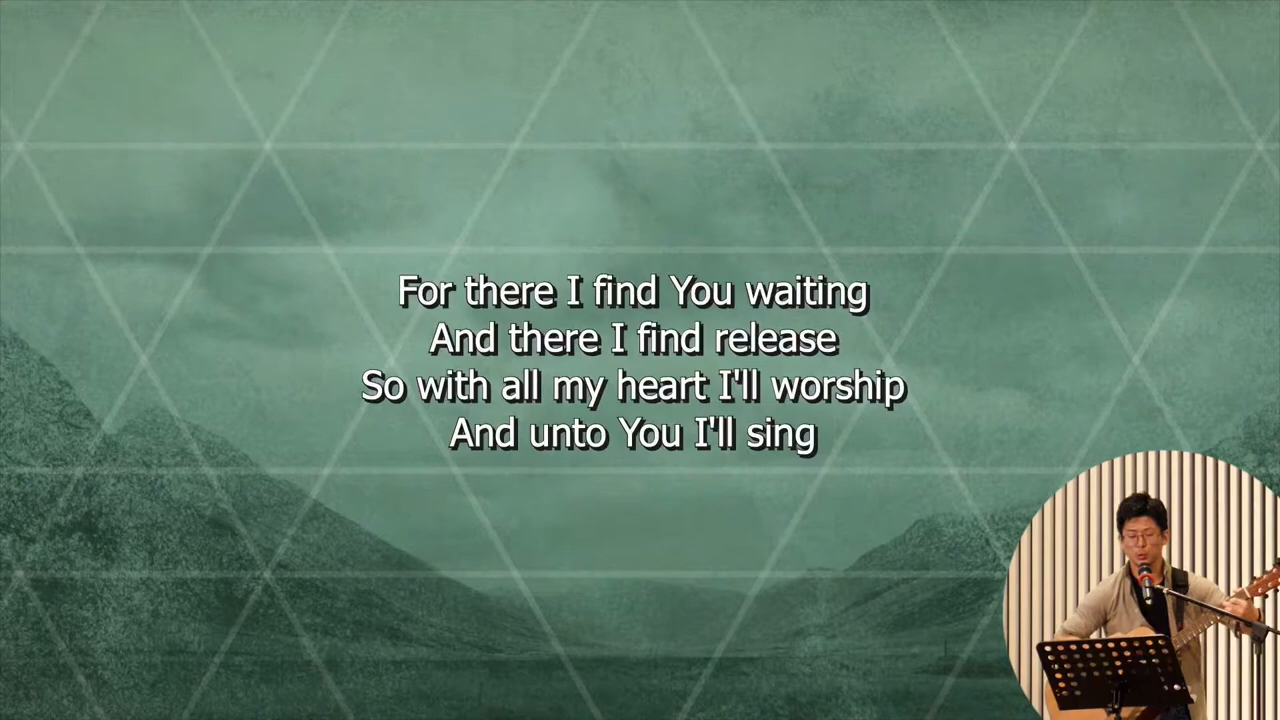 For there I find You waiting
And there I find release
So with all my heart I'll worship
And unto You I'll sing